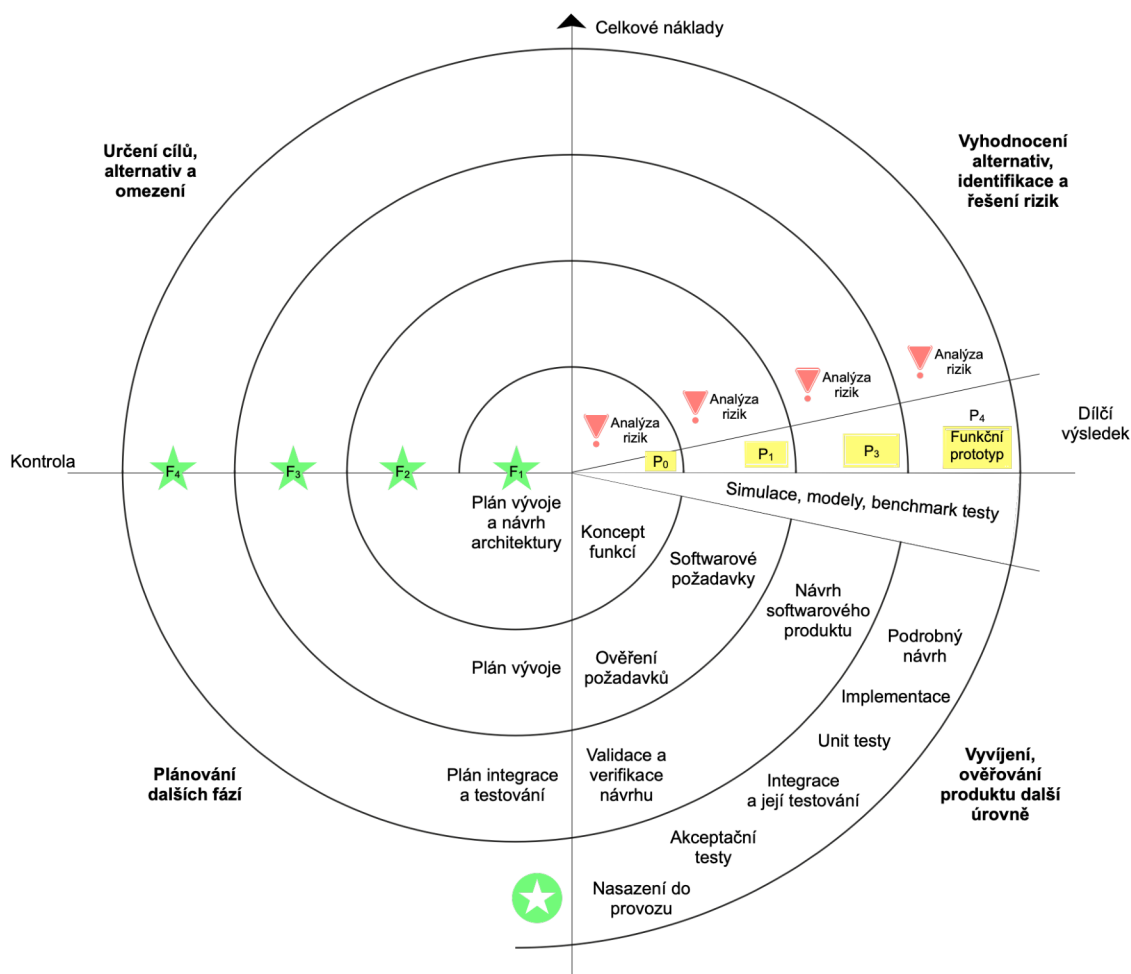 Celkové náklady
Určení cílů,
alternativ a
omezení
Vyhodnocení
alternativ,
identifikace a
řešení rizik
Analýza
rizik
Analýza
rizik
Analýza
rizik
Analýza
rizik
Dílčí
výsledek
Kontrola
F₄
F₃
F₂
F₁
P₀
P₁
P₃
P₄
Funkční
prototyp
Simulace, modely, benchmark testy
Plán vývoje
a návrh
architektury
Koncept
funkcí
Softwarové
požadavky
Návrh
softwarového
produktu
Podrobný
návrh
Plán vývoje
Ověření
požadavků
Implementace
Unit testy
Plán integrace
a testování
Validace a
verifikace
návrhu
Integrace
a její testování
Akceptační
testy
Nasazení do
provozu
Plánování
dalších fází
Vyvíjení,
ověřování
produktu další
úrovně